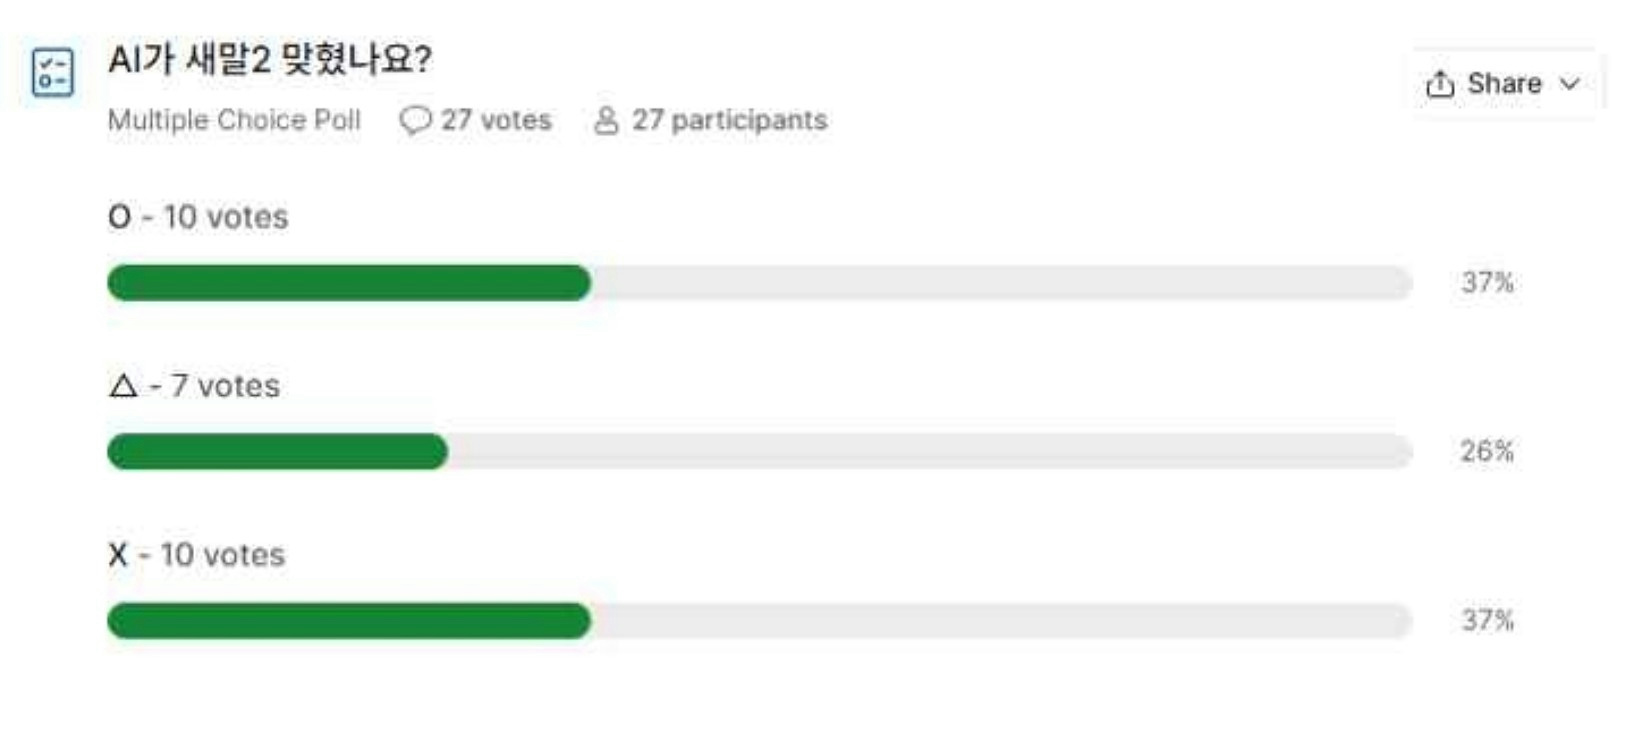 AI가 새말2 맞혔나요?
Share
Multiple Choice Poll 27 votes 27 participants
O - 10 votes
37%
△ - 7 votes
26%
X - 10 votes
37%